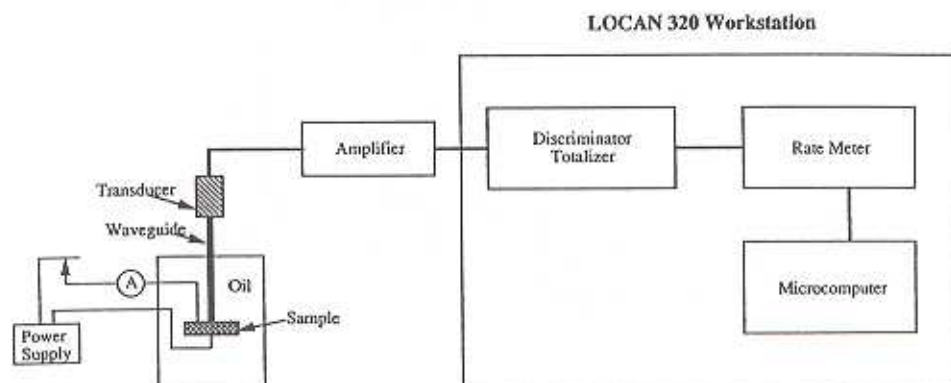 LOCAN 320 Workstation
Amplifier
Discriminator
Totalizer
Rate Meter
Transducer
Waveguide
A
Oil
Microcomputer
Sample
Power
Supply